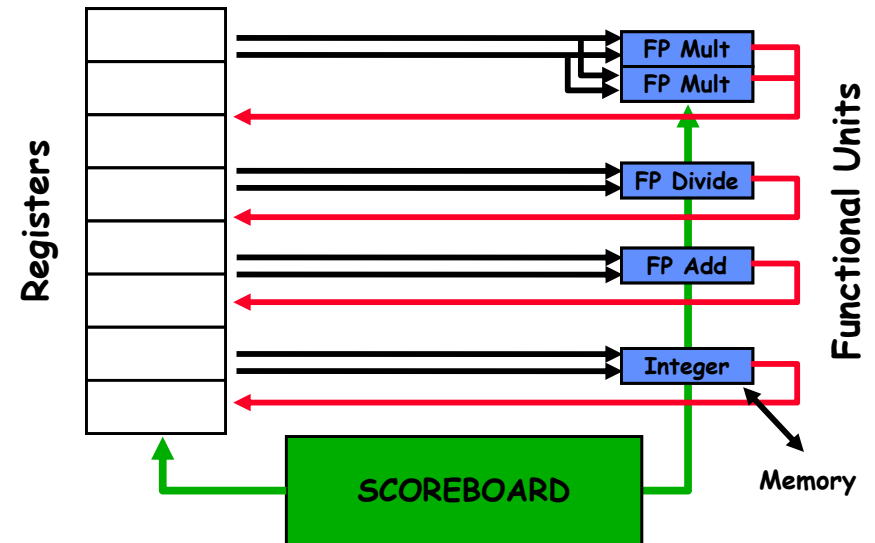 Registers
FP Mult
FP Mult
FP Divide
FP Add
Integer
Functional Units
SCOREBOARD
Memory